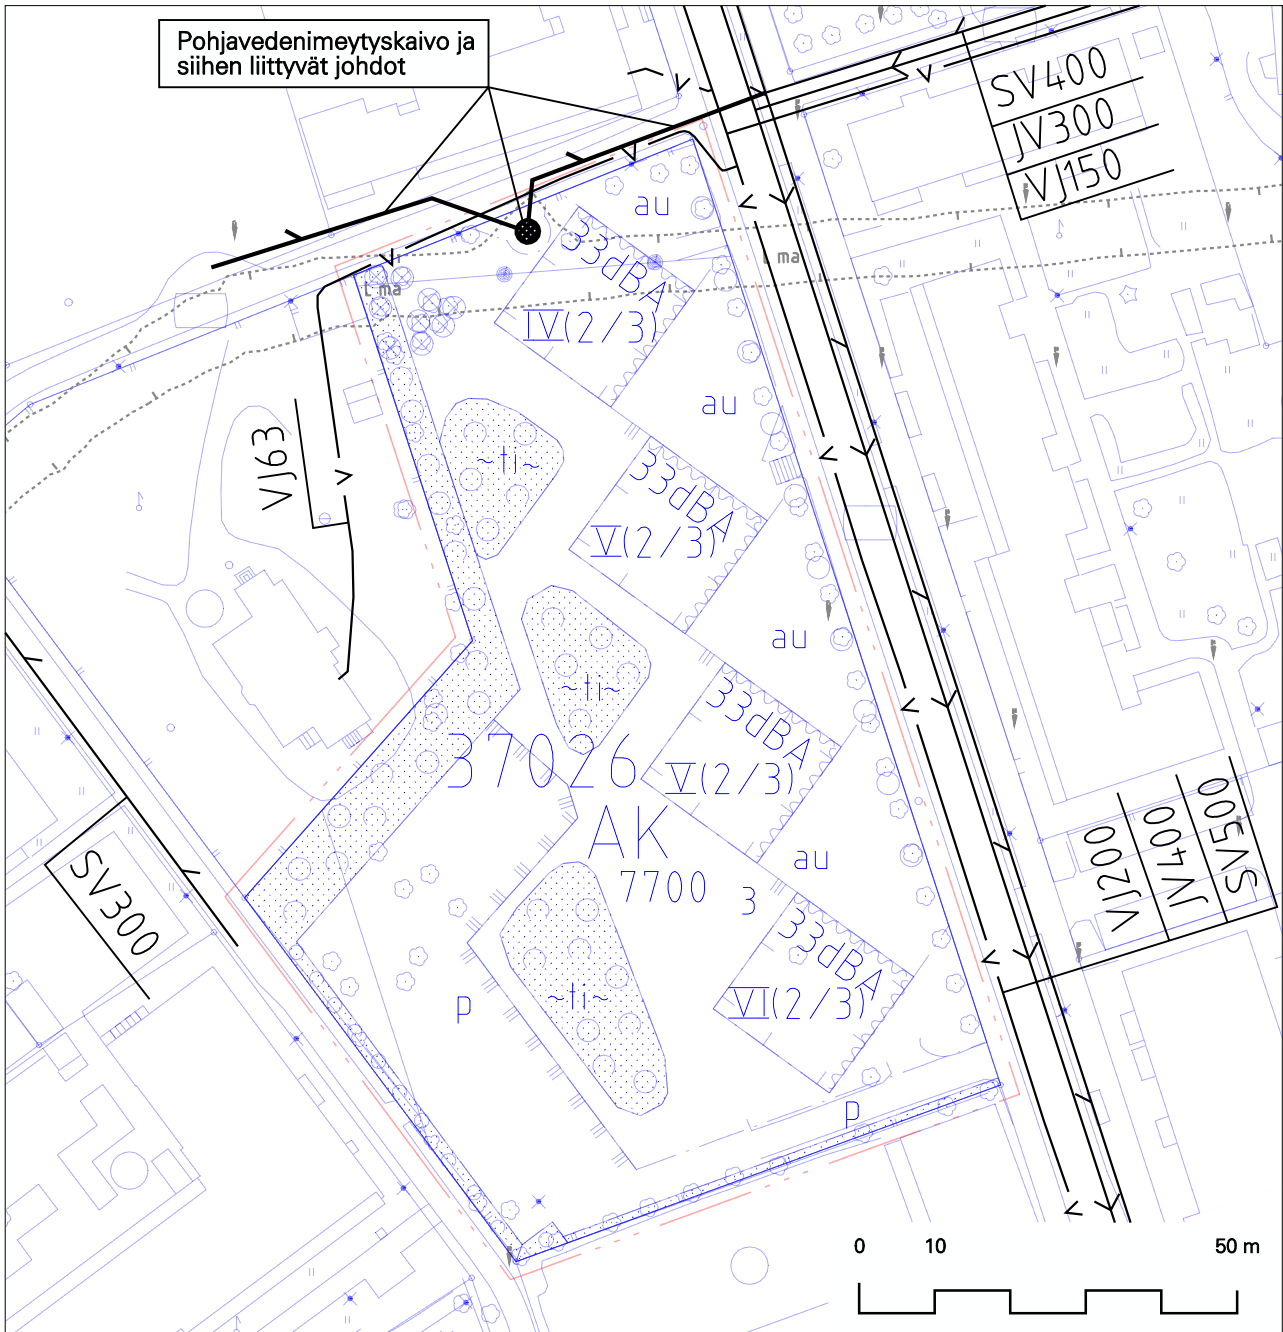 Pohjavedenimeytyskaivo ja
siihen liittyvät johdot
SV400
JV300
VJ150
au
33dBA
IV(2/3)
ma
ma
au
VJ63
~ti~
33dBA
V(2/3)
au
~ti~
33dBA
V(2/3)
37026
AK
7700
3
au
SV300
VJ200
JV400
SV500
33dBA
VI(2/3)
~ti~
p
p
0 10 50 m